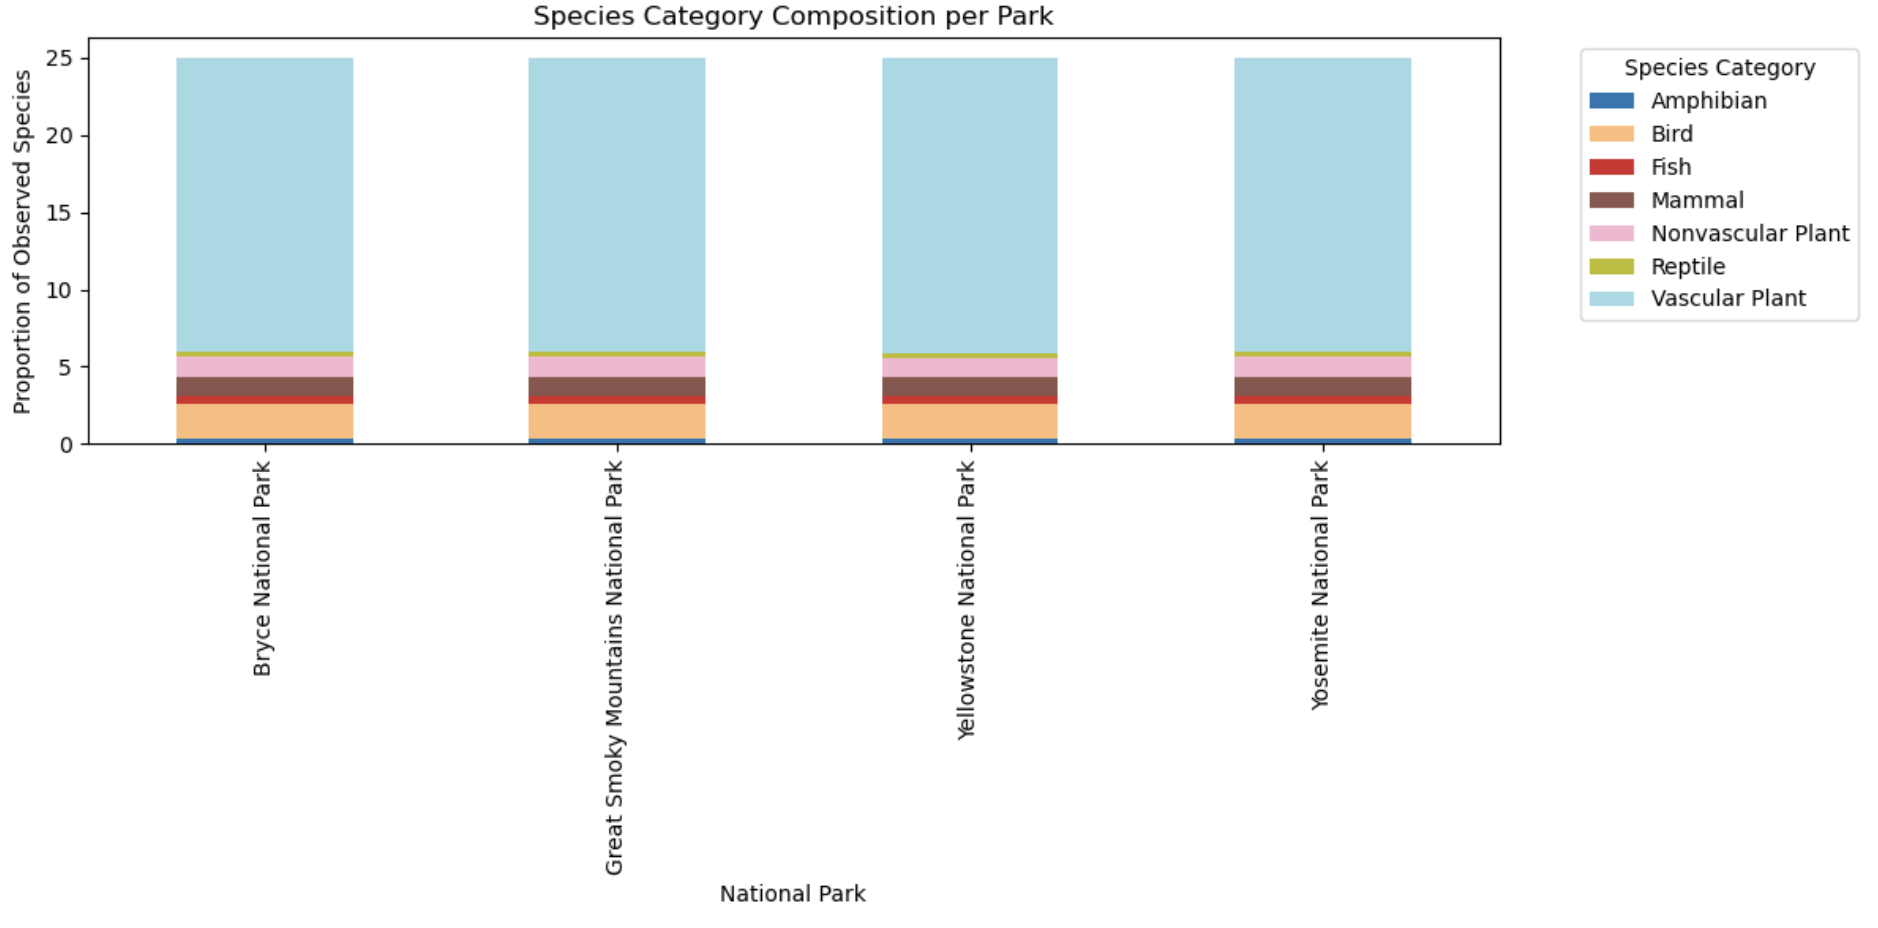 Species Category Composition per Park
Proportion of Observed Species
25
20
15
10
5
0
Bryce National Park
Great Smoky Mountains National Park
Yellowstone National Park
Yosemite National Park
National Park
Species Category
Amphibian
Bird
Fish
Mammal
Nonvascular Plant
Reptile
Vascular Plant